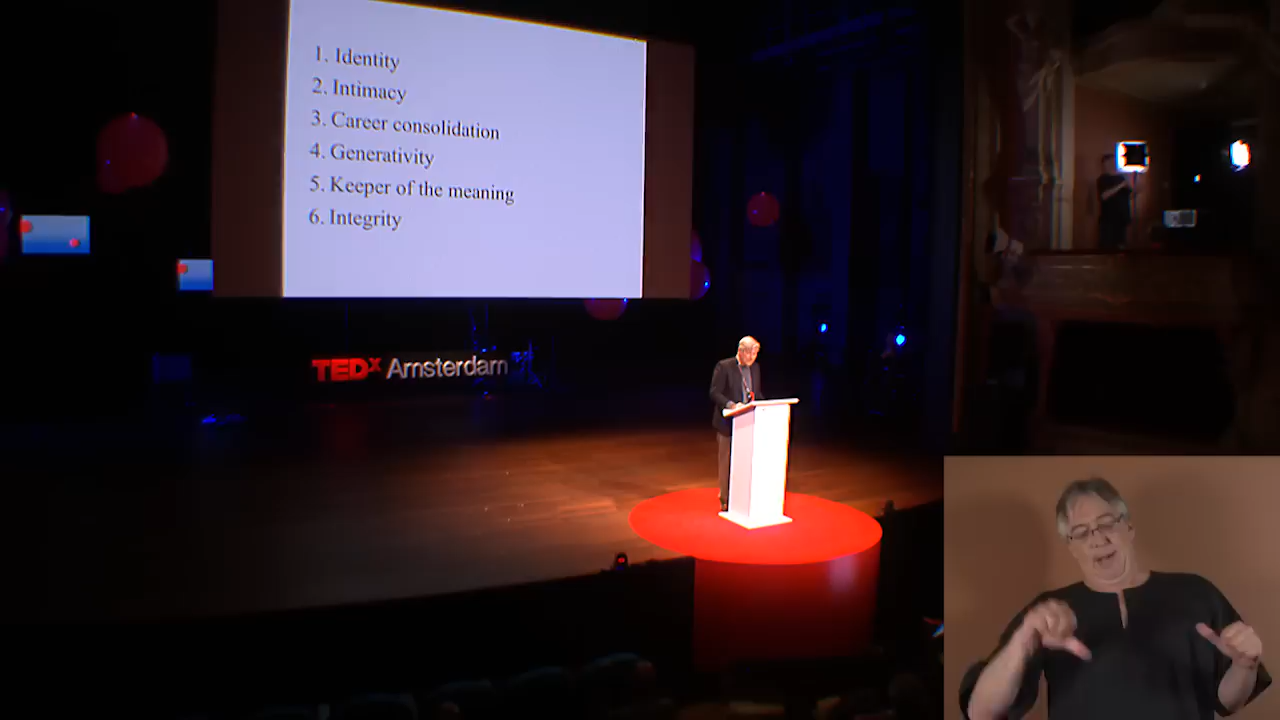 1. Identity
2. Intimacy
3. Career consolidation
4. Generativity
5. Keeper of the meaning
6. Integrity
TEDx Amsterdam